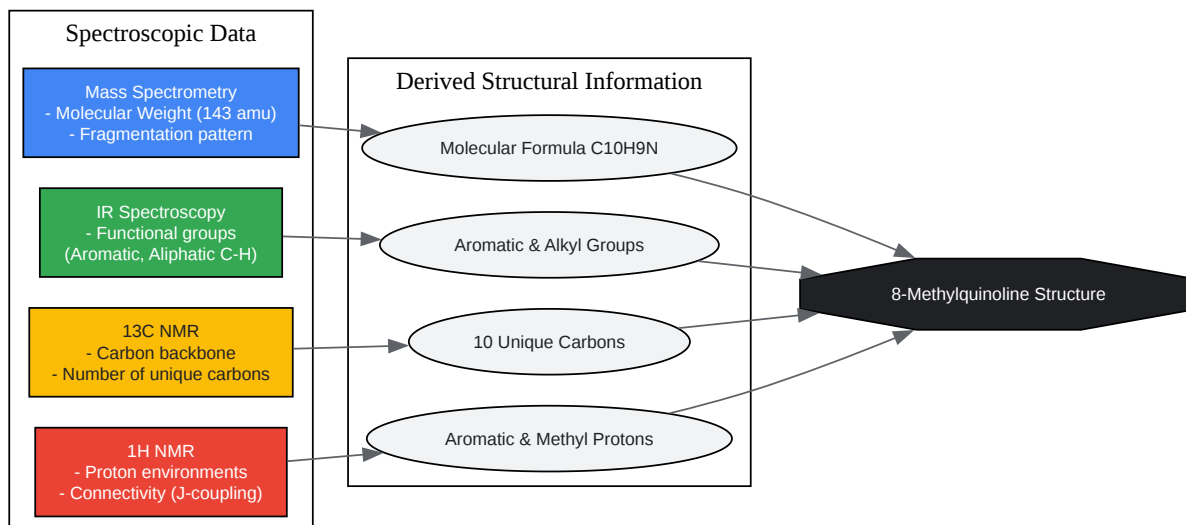 Spectroscopic Data
Mass Spectrometry
- Molecular Weight (143 amu)
- Fragmentation pattern
IR Spectroscopy
- Functional groups
(Aromatic, Aliphatic C-H)
13C NMR
- Carbon backbone
- Number of unique carbons
1H NMR
- Proton environments
- Connectivity (J-coupling)
Derived Structural Information
Molecular Formula C10H9N
Aromatic & Alkyl Groups
10 Unique Carbons
Aromatic & Methyl Protons
8-Methylquinoline Structure